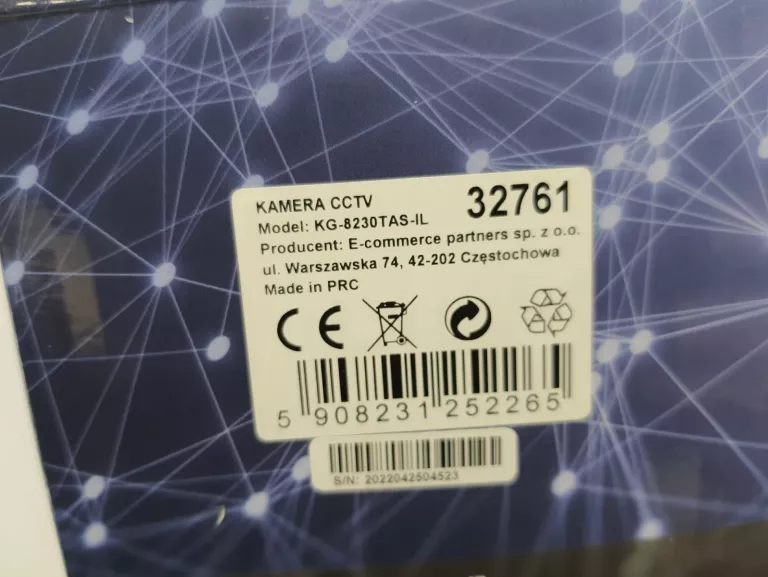 KAMERA CCTV
32761
Model: KG-8230TAS-IL
Producent: E-commerce partners sp. z o.o.
ul. Warszawska 74, 42-202 Częstochowa
Made in PRC
CE
5 908231 252265
S/N: 2022042504523